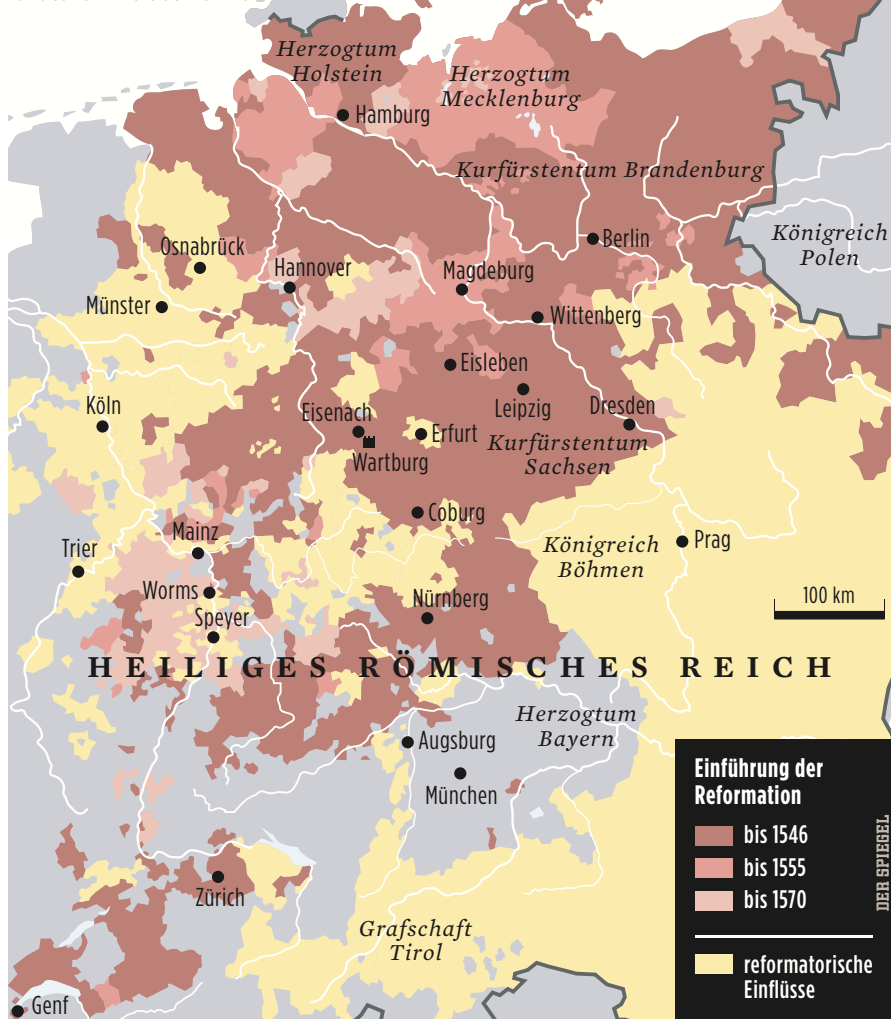 Herzogtum
Holstein
Herzogtum
Mecklenburg
Hamburg
Kurfürstentum Brandenburg
Königreich
Polen
Berlin
Osnabrück
Hannover
Magdeburg
Münster
Wittenberg
Eisleben
Köln
Leipzig
Dresden
Eisenach
Erfurt
Kurfürstentum
Sachsen
Wartburg
Coburg
Mainz
Trier
Königreich
Böhmen
Prag
Worms
Nürnberg
100 km
Speyer
HEILIGES RÖMISCHES REICH
Herzogtum
Bayern
Augsburg
München
Zürich
Grafschaft
Tirol
Genf
Einführung der
Reformation
bis 1546
bis 1555
bis 1570
reformatorische
Einflüsse
DER SPIEGEL